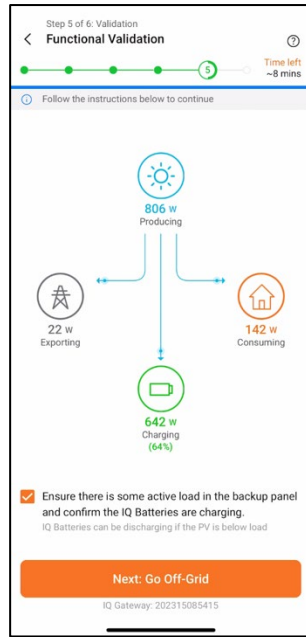 Step 5 of 6: Validation
Functional Validation
5
Time left
~8 mins
Follow the instructions below to continue
806 W
Producing
22 W
Exporting
142 W
Consuming
642 W
Charging
(64%)
Ensure there is some active load in the backup panel
and confirm the IQ Batteries are charging.
IQ Batteries can be discharging if the PV is below load
Next: Go Off-Grid
IQ Gateway: 202315085415